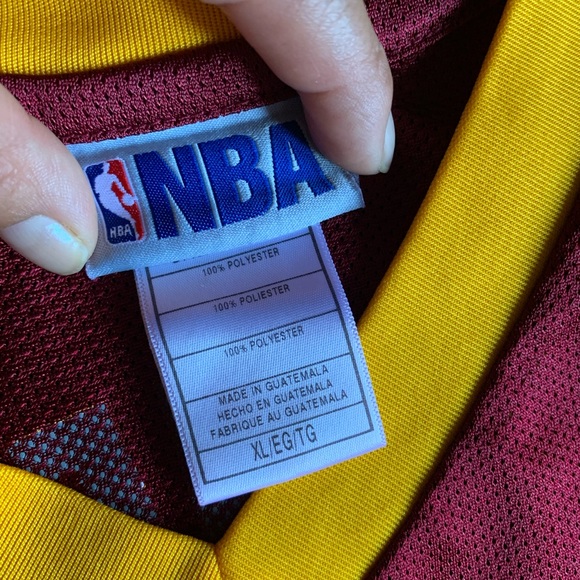 NBA
NBA
100% POLYESTER
100% POLIESTER
100% POLYESTER
MADE IN GUATEMALA
HECHO EN GUATEMALA
FABRIQUE AU GUATEMALA
XL/EG/TG